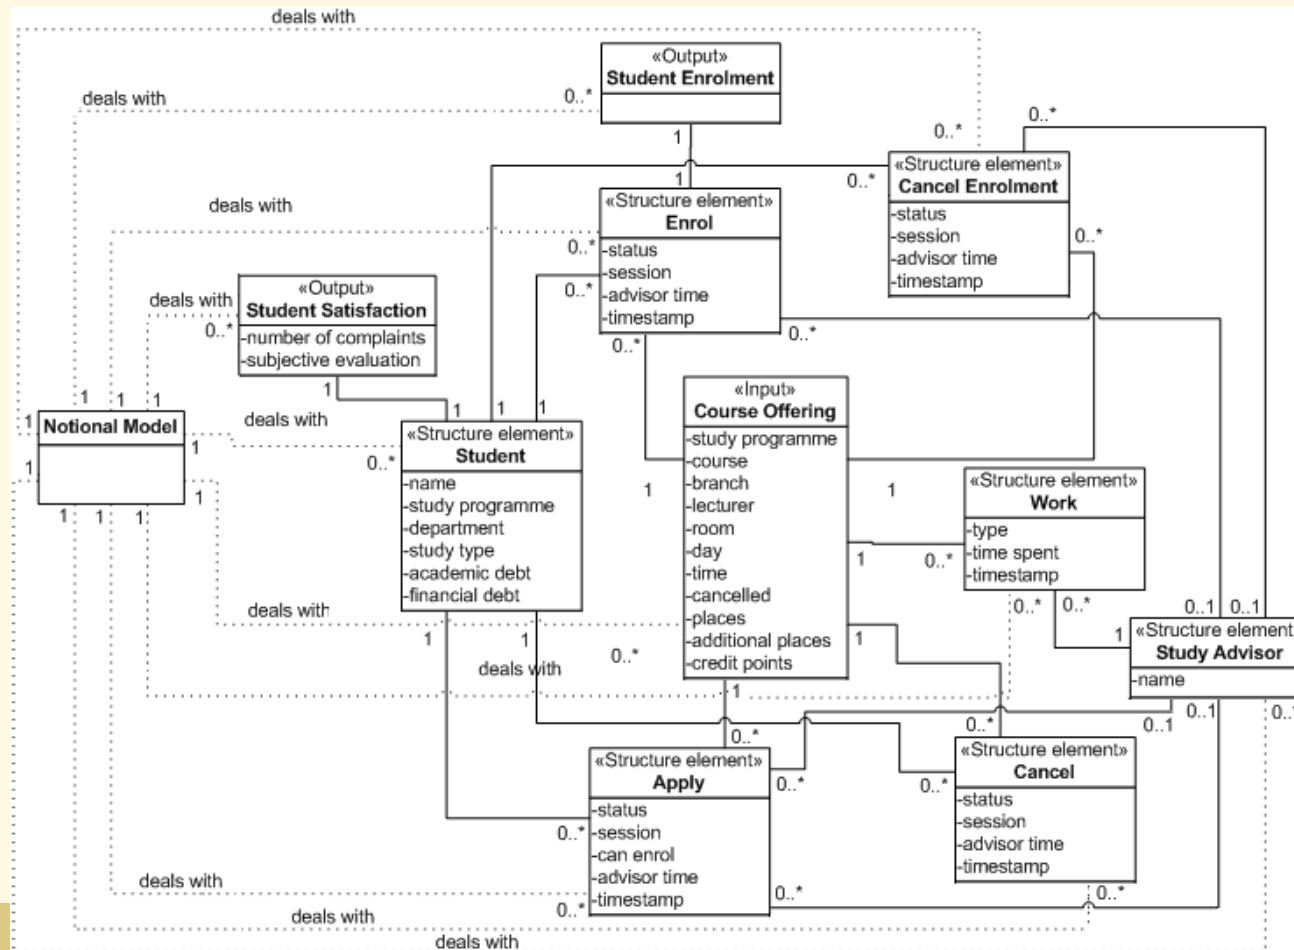 deals with
«Output»
Student Enrolment
deals with
0..*
1
1
0..*
0..*
«Structure element»
Cancel Enrolment
-status
-session
-advisor time
-timestamp
0..*
0..*
deals with
«Structure element»
Enrol
-status
-session
-advisor time
-timestamp
0..*
0..*
0..*
0..*
deals with
0..*
«Output»
Student Satisfaction
-number of complaints
-subjective evaluation
1
1
1
1
1
1
1
1
Notional Model
1
1
1
1
1
1
1
deals with
0..*
«Structure element»
Student
-name
-study programme
-department
-study type
-academic debt
-financial debt
1
1
«Input»
Course Offering
-study programme
-course
-branch
-lecturer
-room
-day
-time
-cancelled
-places
-additional places
-credit points
1
1
1
1
1
0..*
«Structure element»
Work
-type
-time spent
-timestamp
0..*
0..*
0..*
deals with
0..*
deals with
0..1
0..1
1
«Structure element
Study Advisor
-name
0..1
0..1
0..*
«Structure element»
Apply
-status
-session
-can enrol
-advisor time
-timestamp
0..*
0..*
0..*
0..*
0..*
0..*
«Structure element»
Cancel
-status
-session
-advisor time
-timestamp
0..*
deals with
deals with
deals with